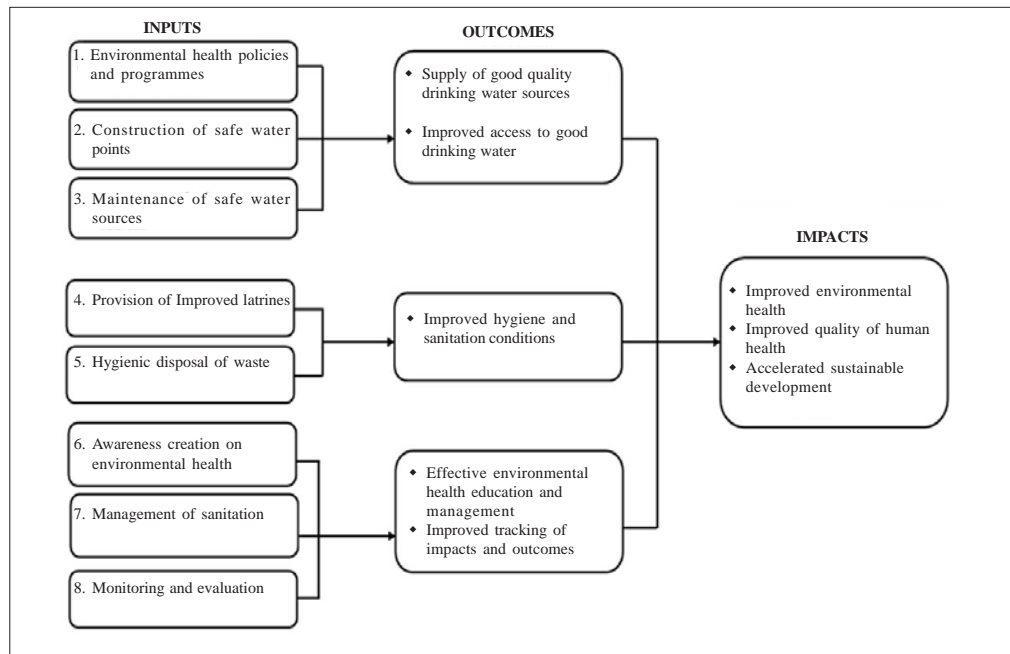 INPUTS
1. Environmental health policies
and programmes
2. Construction of safe water
points
3. Maintenance of safe water
sources
4. Provision of Improved latrines
5. Hygienic disposal of waste
6. Awareness creation on
environmental health
7. Management of sanitation
8. Monitoring and evaluation
OUTCOMES
◆ Supply of good quality
drinking water sources
◆ Improved access to good
drinking water
◆ Improved hygiene and
sanitation conditions
◆ Effective environmental
health education and
management
◆ Improved tracking of
impacts and outcomes
IMPACTS
◆ Improved environmental
health
◆ Improved quality of human
health
◆ Accelerated sustainable
development